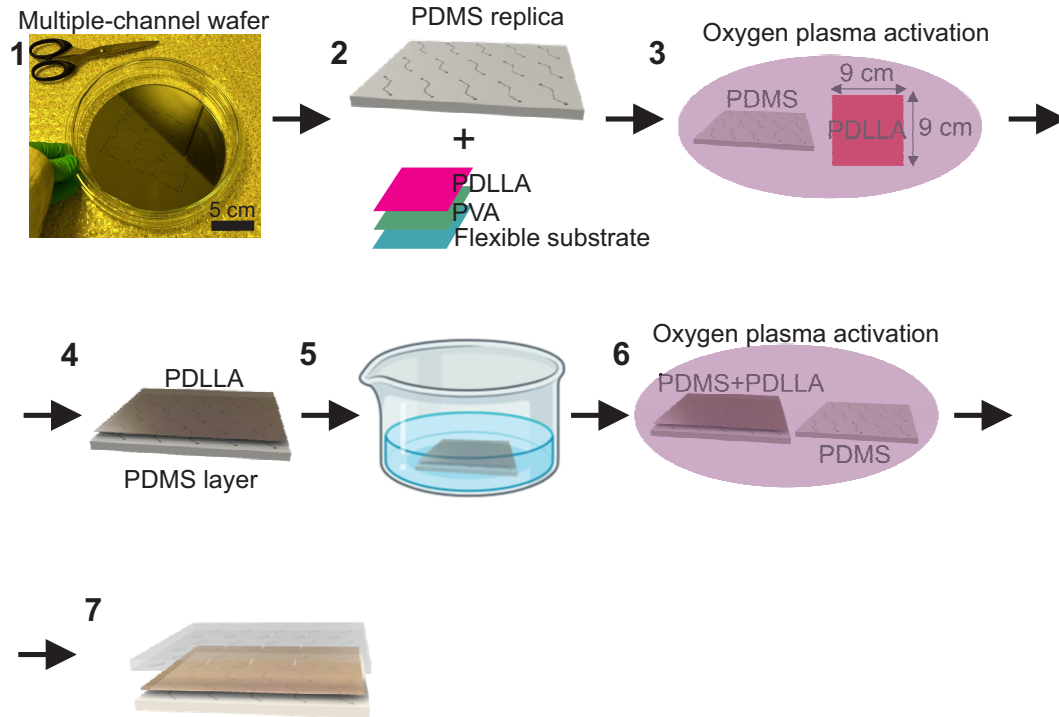 Multiple-channel wafer
1
5 cm
2
PDMS replica
+
PDLLA
PVA
Flexible substrate
3
Oxygen plasma activation
PDMS
9 cm
PDLLA
9 cm
4
PDLLA
PDMS layer
5
6
Oxygen plasma activation
PDMS+PDLLA
PDMS
7